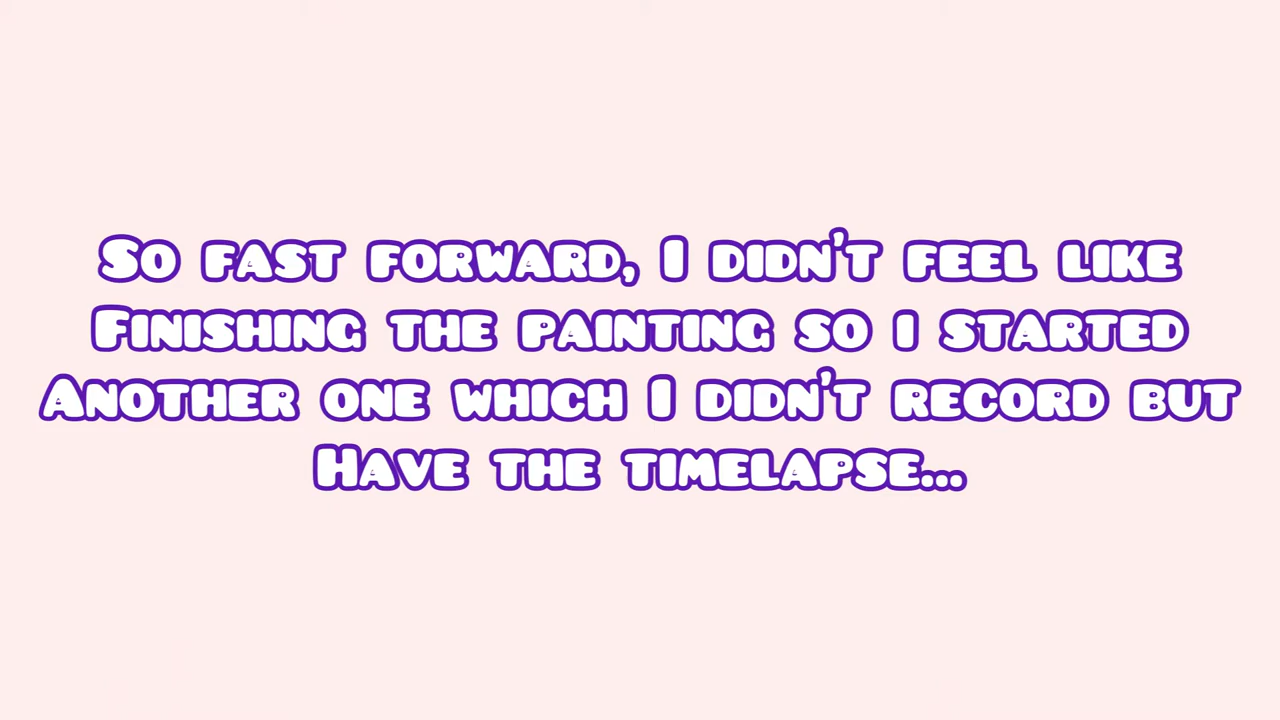 So fast forward, I didn't feel like
Finishing the painting so i started
Another one which I didn't record but
Have the timelapse...